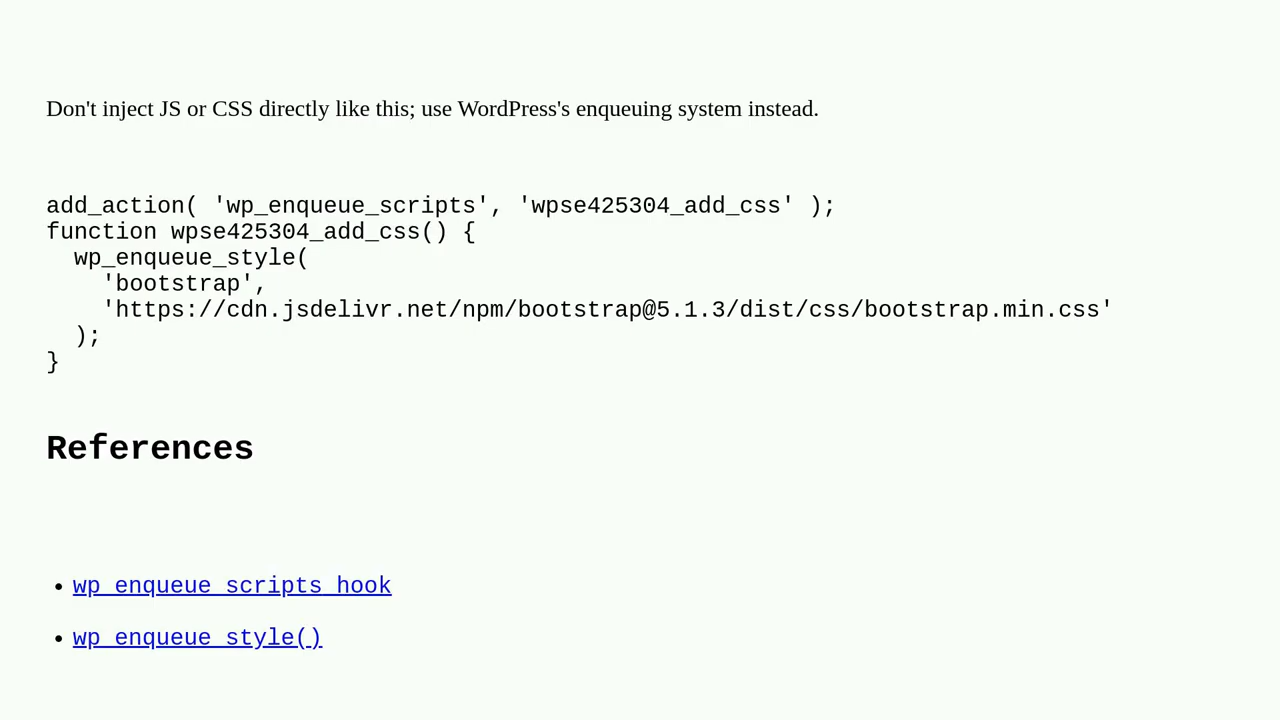 Don't inject JS or CSS directly like this; use WordPress's enqueuing system instead.
add_action( 'wp_enqueue_scripts', 'wpse425304_add_css' );
function wpse425304_add_css() {
  wp_enqueue_style(
    'bootstrap',
    'https://cdn.jsdelivr.net/npm/bootstrap@5.1.3/dist/css/bootstrap.min.css'
  );
}
References
• wp_enqueue_scripts hook
• wp_enqueue_style()